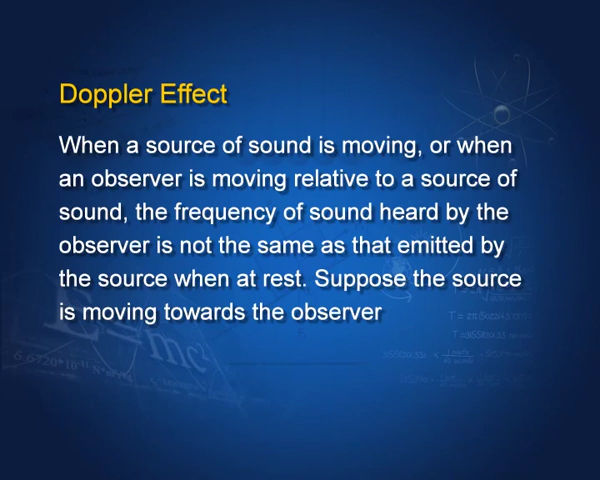 Doppler Effect
When a source of sound is moving, or when
an observer is moving relative to a source of
sound, the frequency of sound heard by the
observer is not the same as that emitted by
the source when at rest. Suppose the source
is moving towards the observer
E=mc²